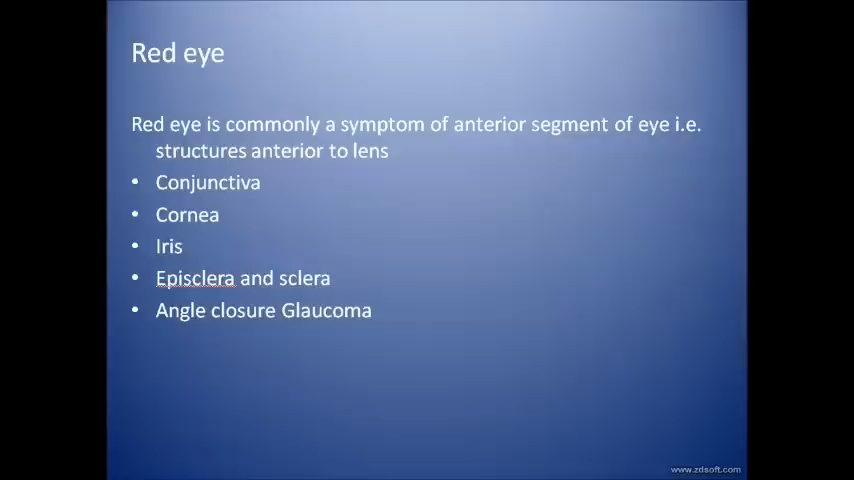 Red eye
Red eye is commonly a symptom of anterior segment of eye i.e.
structures anterior to lens
• Conjunctiva
• Cornea
• Iris
• Episclera and sclera
• Angle closure Glaucoma
www.zdsoft.com